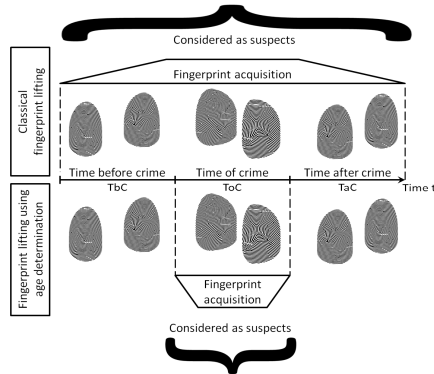 Considered as suspects
Fingerprint acquisition
Classical
fingerprint lifting
Time before crime
Time of crime
Time after crime
TbC
ToC
TaC
Time t
Fingerprint lifting using
age determination
Fingerprint
acquisition
Considered as suspects